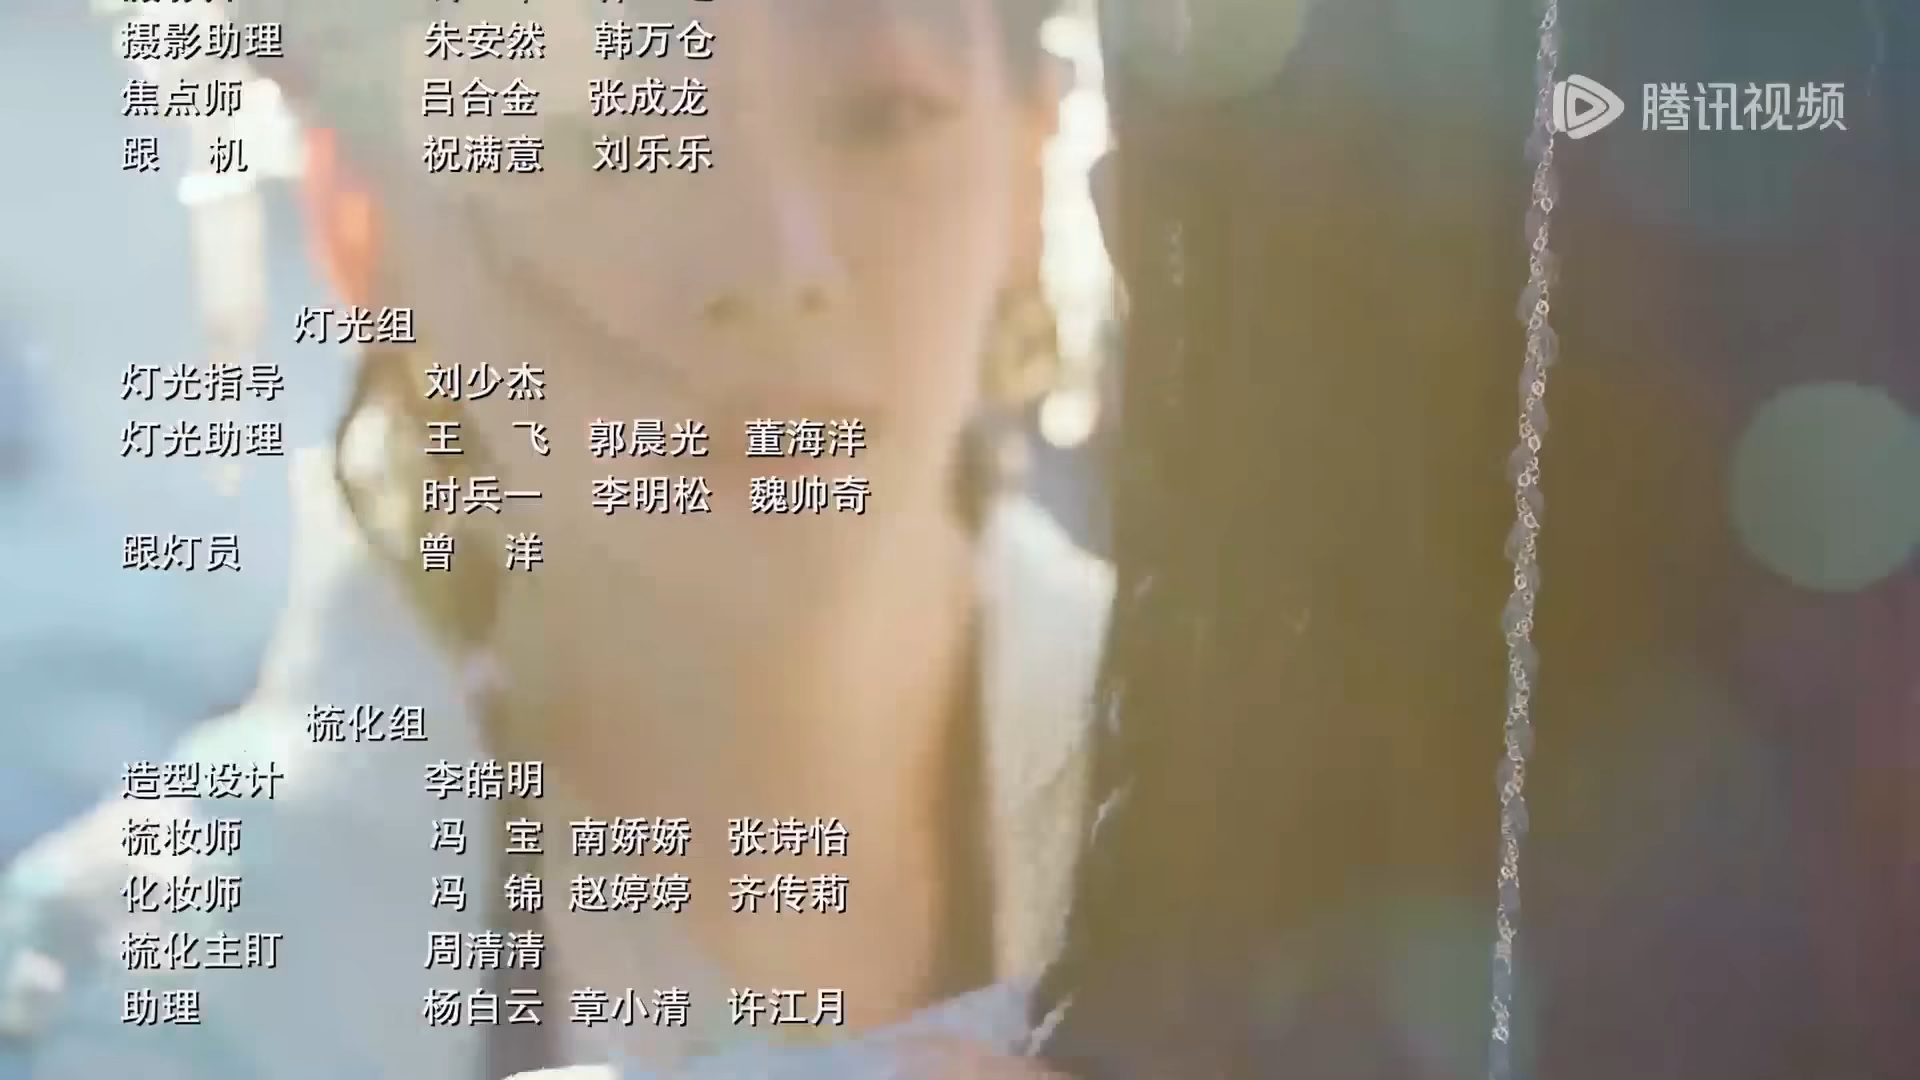 摄影助理 朱安然 韩万仓
焦点师 吕合金 张成龙
跟 机 祝满意 刘乐乐
腾讯视频
灯光组
灯光指导 刘少杰
灯光助理 王 飞 郭晨光 董海洋
时兵一 李明松 魏帅奇
跟灯员 曾 洋
梳化组
造型设计 李皓明
梳妆师 冯 宝 南娇娇 张诗怡
化妆师 冯 锦 赵婷婷 齐传莉
梳化主盯 周清清
助理 杨白云 章小清 许江月